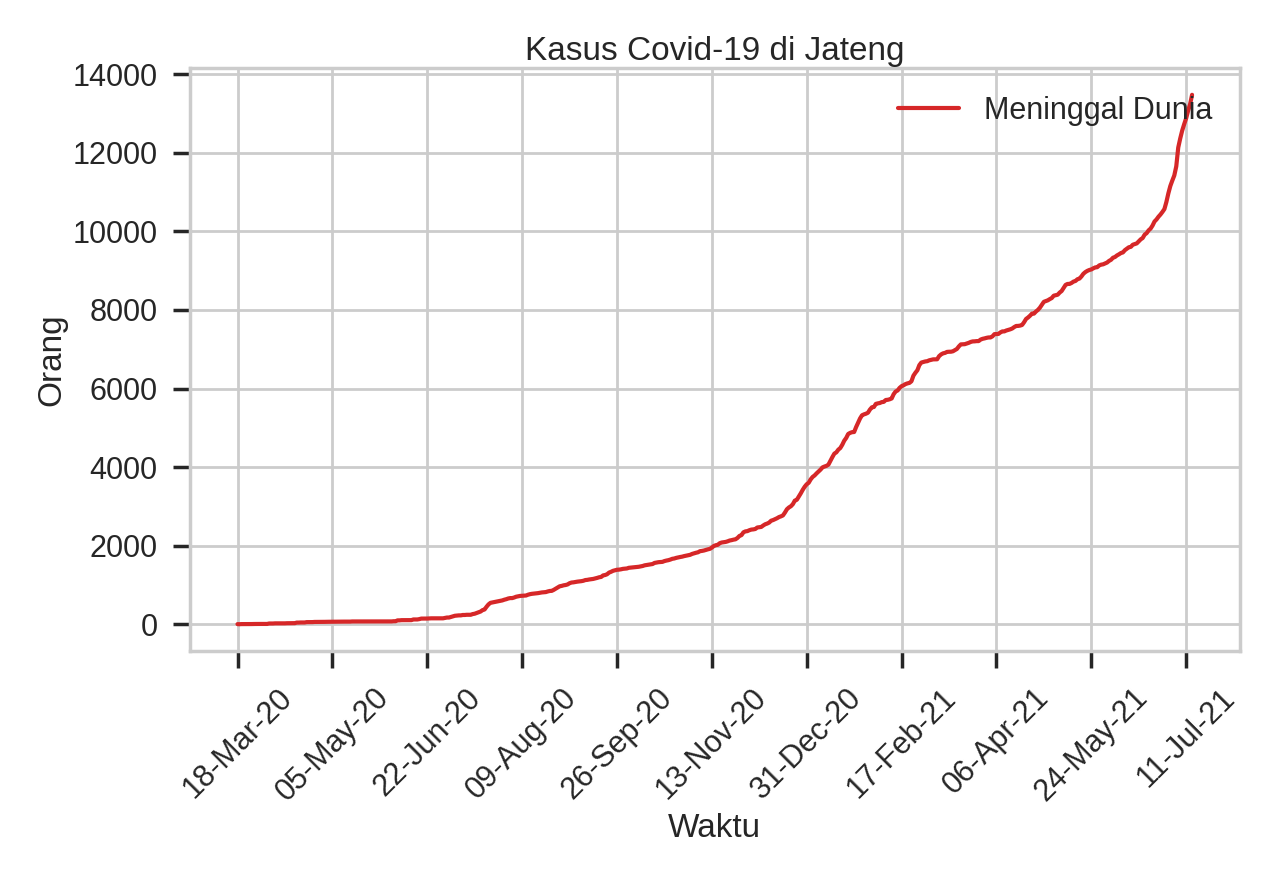 Kasus Covid-19 di Jateng
Meninggal Dunia
Orang
14000
12000
10000
8000
6000
4000
2000
0
18-Mar-20
05-May-20
22-Jun-20
09-Aug-20
26-Sep-20
13-Nov-20
31-Dec-20
17-Feb-21
06-Apr-21
24-May-21
11-Jul-21
Waktu